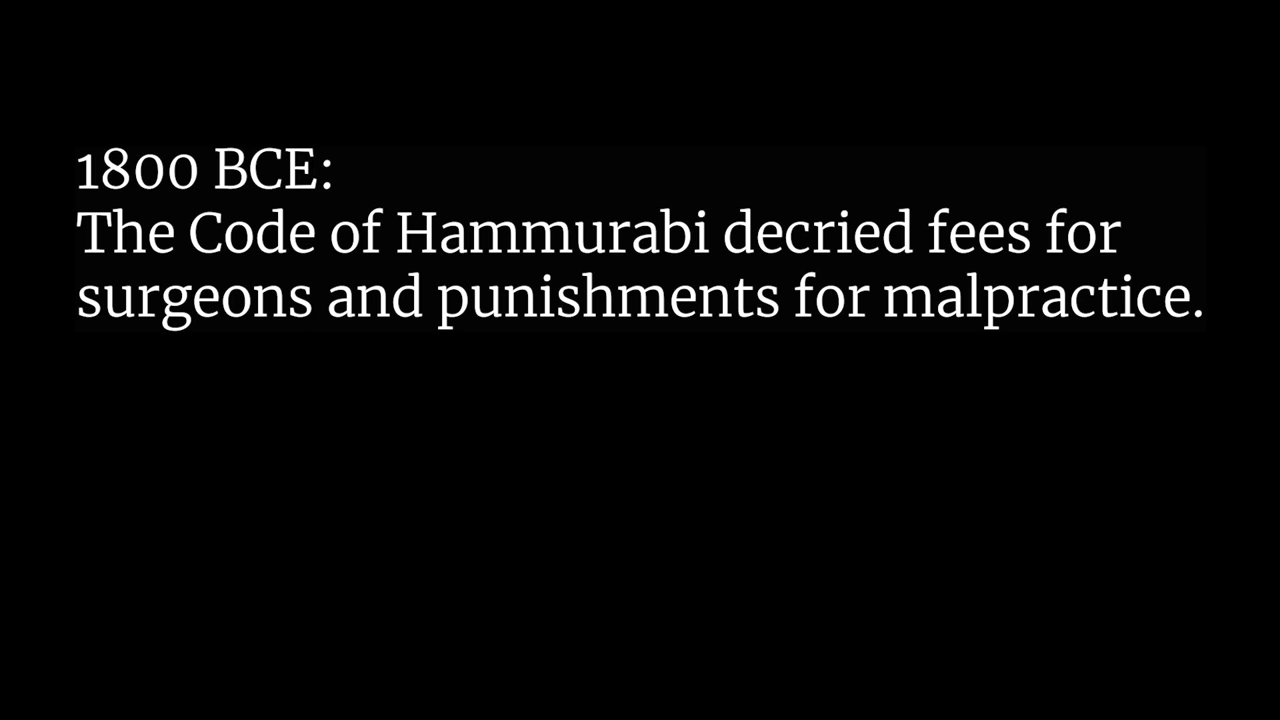 1800 BCE:
The Code of Hammurabi decried fees for
surgeons and punishments for malpractice.